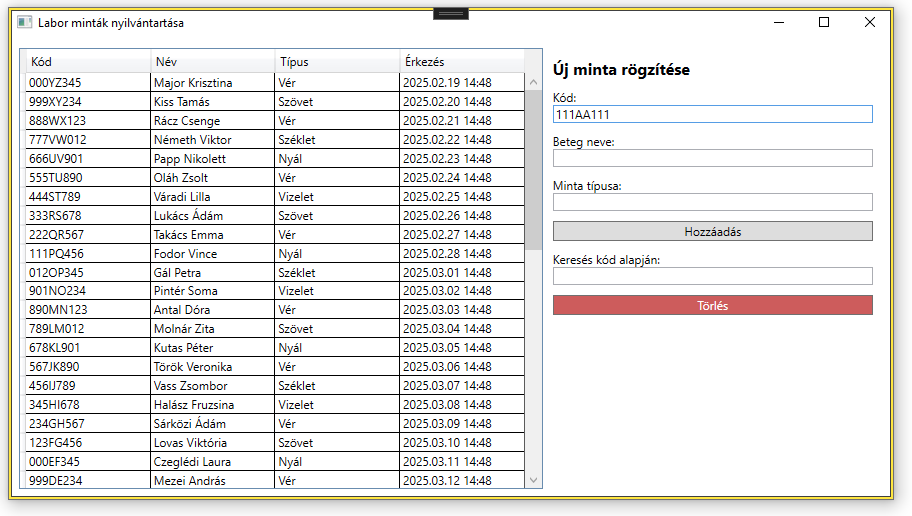 Labor minták nyilvántartása
Kód Név Típus Érkezés
000YZ345 Major Krisztina Vér 2025.02.19 14:48
999XY234 Kiss Tamás Szövet 2025.02.20 14:48
888WX123 Rácz Csenge Vér 2025.02.21 14:48
777VW012 Németh Viktor Széklet 2025.02.22 14:48
666UV901 Papp Nikolett Nyál 2025.02.23 14:48
555TU890 Oláh Zsolt Vér 2025.02.24 14:48
444ST789 Váradi Lilla Vizelet 2025.02.25 14:48
333RS678 Lukács Ádám Szövet 2025.02.26 14:48
222QR567 Takács Emma Vér 2025.02.27 14:48
111PQ456 Fodor Vince Nyál 2025.02.28 14:48
012OP345 Gál Petra Széklet 2025.03.01 14:48
901NO234 Pintér Soma Vizelet 2025.03.02 14:48
890MN123 Antal Dóra Vér 2025.03.03 14:48
789LM012 Molnár Zita Szövet 2025.03.04 14:48
678KL901 Kutas Péter Nyál 2025.03.05 14:48
567JK890 Török Veronika Vér 2025.03.06 14:48
456IJ789 Vass Zsombor Széklet 2025.03.07 14:48
345HI678 Halász Fruzsina Vizelet 2025.03.08 14:48
234GH567 Sárközi Ádám Vér 2025.03.09 14:48
123FG456 Lovas Viktória Szövet 2025.03.10 14:48
000EF345 Czeglédi Laura Nyál 2025.03.11 14:48
999DE234 Mezei András Vér 2025.03.12 14:48
Új minta rögzítése
Kód:
111AA111
Beteg neve:
Minta típusa:
Hozzáadás
Keresés kód alapján:
Törlés